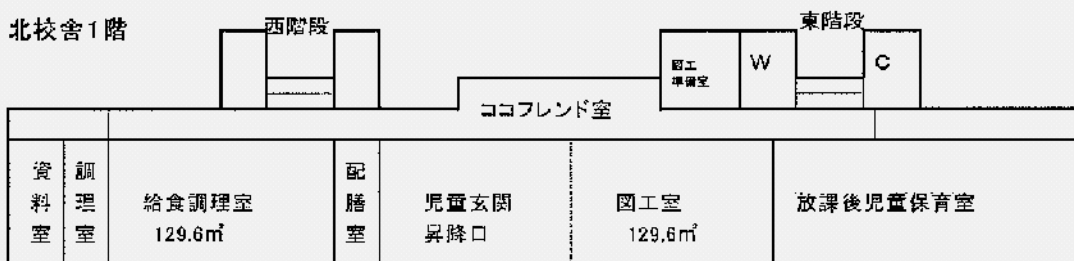 北校舎1階
西階段
東階段
図工
準備室
W
C
ココフレンド室
資料室
調理室
給食調理室
129.6㎡
配膳室
児童玄関
昇降口
図工室
129.6㎡
放課後児童保育室